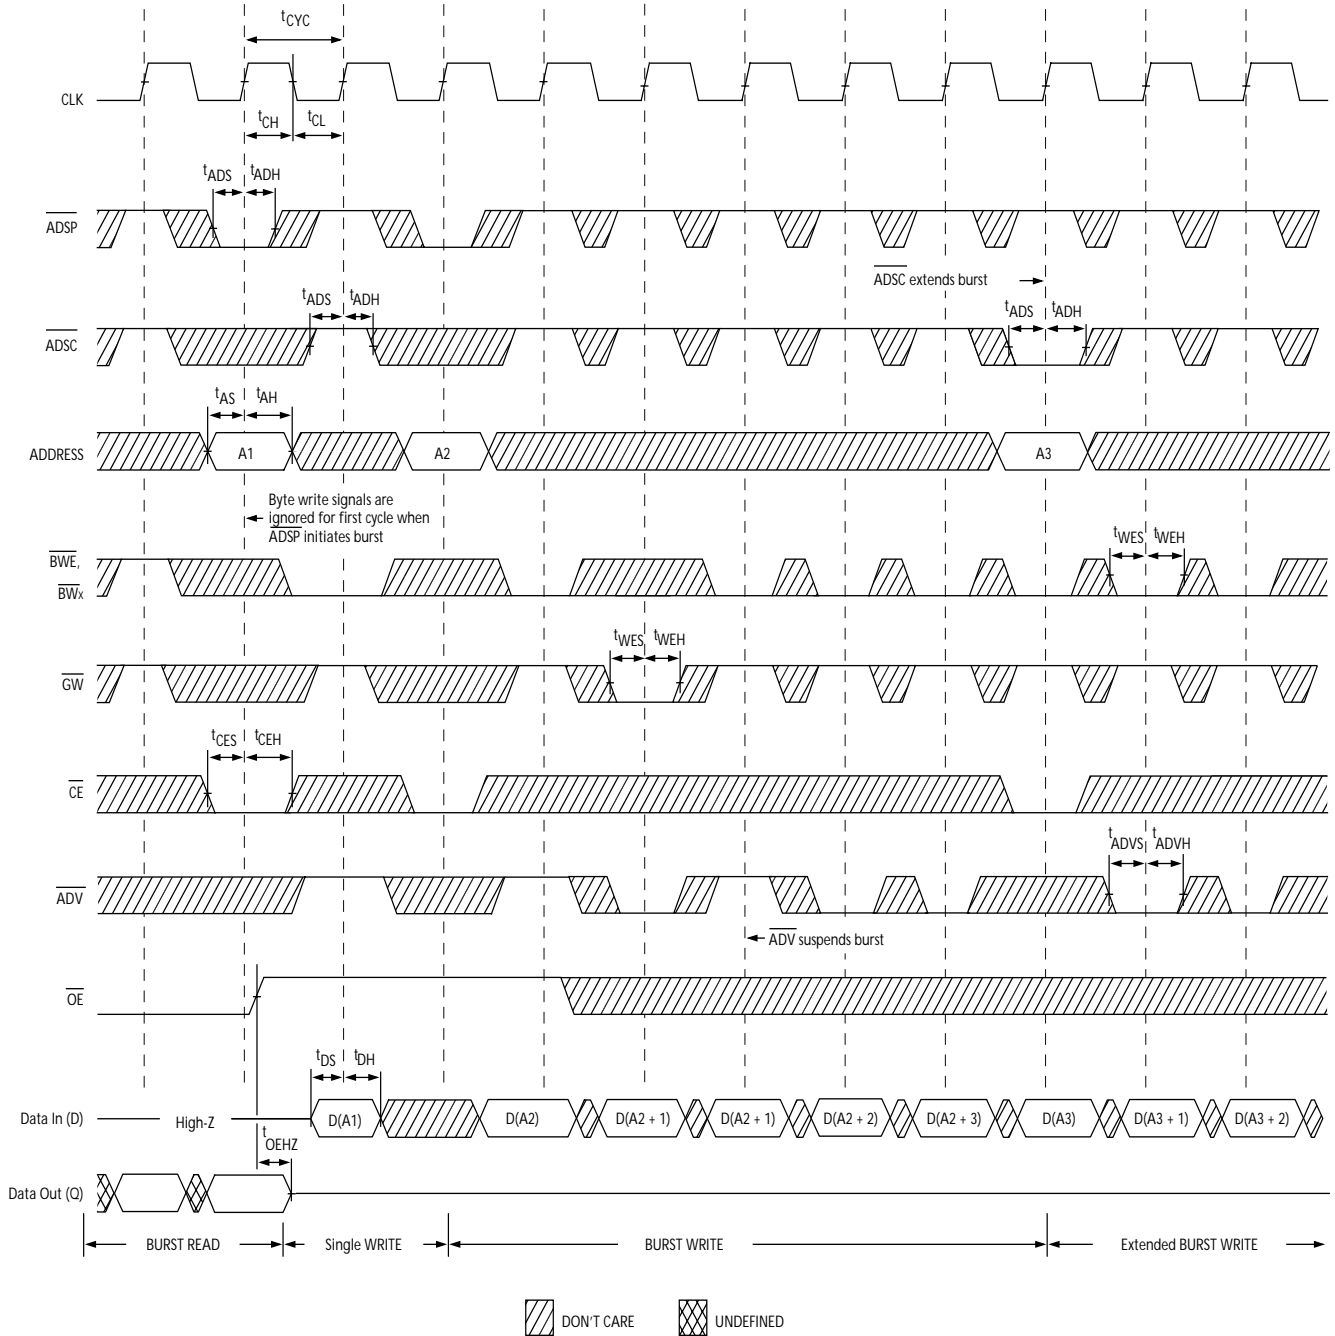 tCYC
CLK
tCH tCL
tADS tADH
ADSP
ADSC extends burst
tADS tADH
tADS tADH
ADSC
tAS tAH
ADDRESS
A1 A2 A3
Byte write signals are
ignored for first cycle when
ADSP initiates burst
tWES tWEH
BWE,
BWx
tWES tWEH
GW
tCES tCEH
CE
tADVS tADVH
ADV
ADV suspends burst
OE
tDS tDH
Data In (D) High-Z D(A1) D(A2) D(A2 + 1) D(A2 + 1) D(A2 + 2) D(A2 + 3) D(A3) D(A3 + 1) D(A3 + 2)
tOEHZ
Data Out (Q)
BURST READ Single WRITE BURST WRITE Extended BURST WRITE
DON'T CARE UNDEFINED